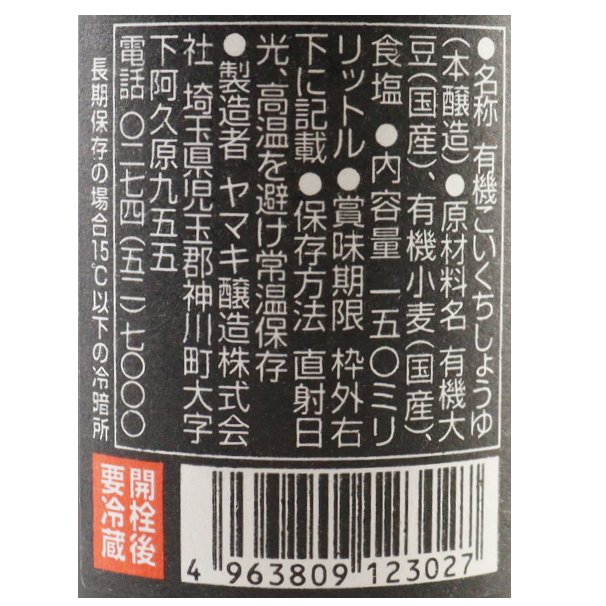 ●名称 有機こいくちしょうゆ
(本醸造)●原材料名 有機大
豆(国産)、有機小麦(国産)、
食塩 ●内容量 一五〇ミリ
リットル ●賞味期限 枠外右
下に記載 ●保存方法 直射日
光、高温を避け常温保存
●製造者 ヤマキ醸造株式会
社 埼玉県児玉郡神川町大字
下阿久原九五五
電話 〇二七四(五二)七〇〇〇
長期保存の場合15℃以下の冷暗所
開栓後
要冷蔵
4 963809 123027